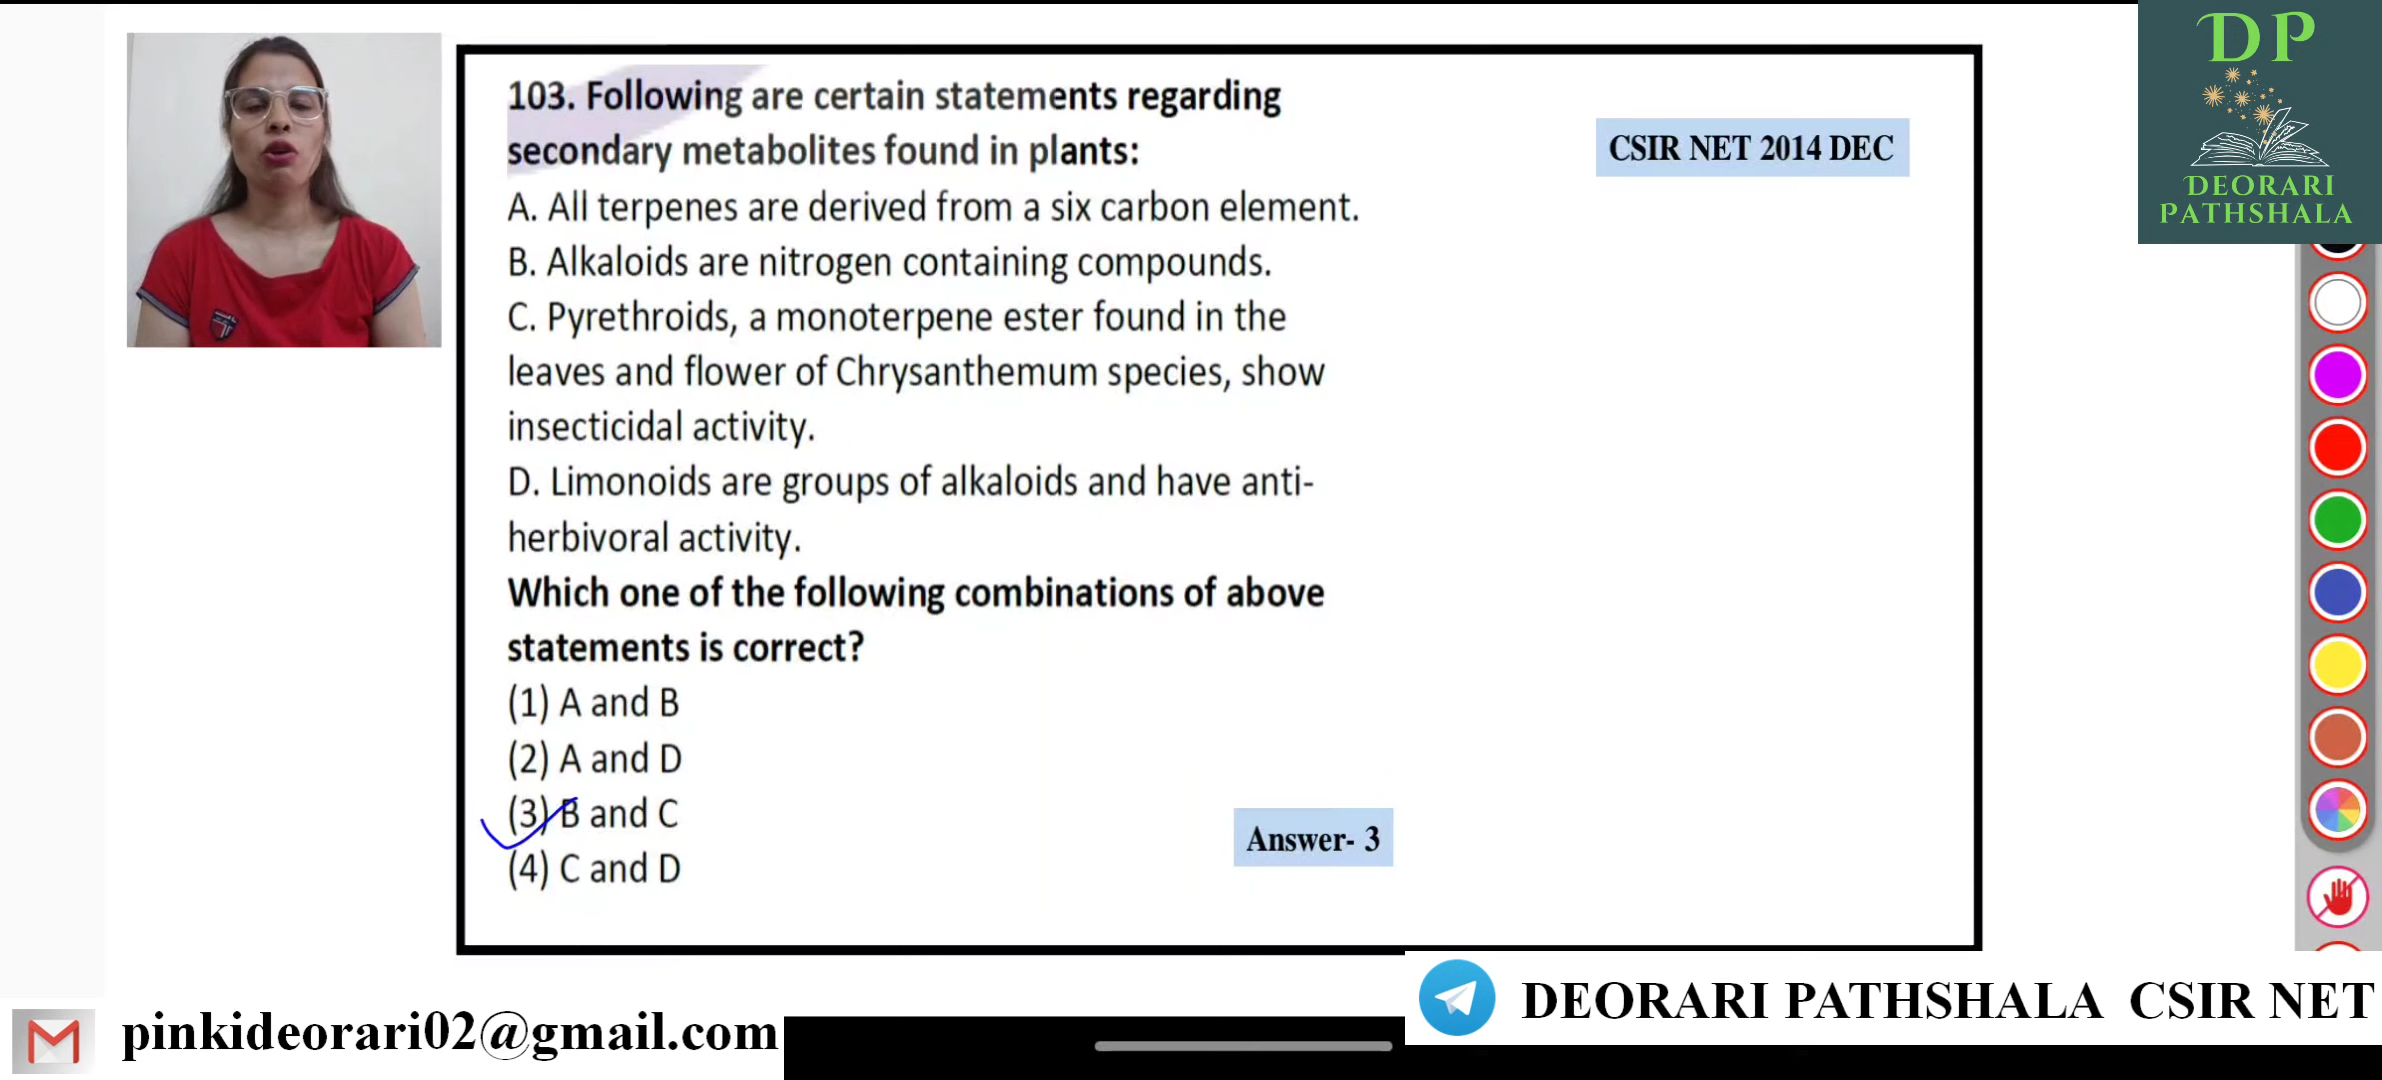 103. Following are certain statements regarding
secondary metabolites found in plants:
A. All terpenes are derived from a six carbon element.
B. Alkaloids are nitrogen containing compounds.
C. Pyrethroids, a monoterpene ester found in the
leaves and flower of Chrysanthemum species, show
insecticidal activity.
D. Limonoids are groups of alkaloids and have anti-
herbivoral activity.
Which one of the following combinations of above
statements is correct?
(1) A and B
(2) A and D
(3) B and C
(4) C and D
CSIR NET 2014 DEC
Answer- 3
DP
DEORARI
PATHSHALA
pinkideorari02@gmail.com
DEORARI PATHSHALA CSIR NET